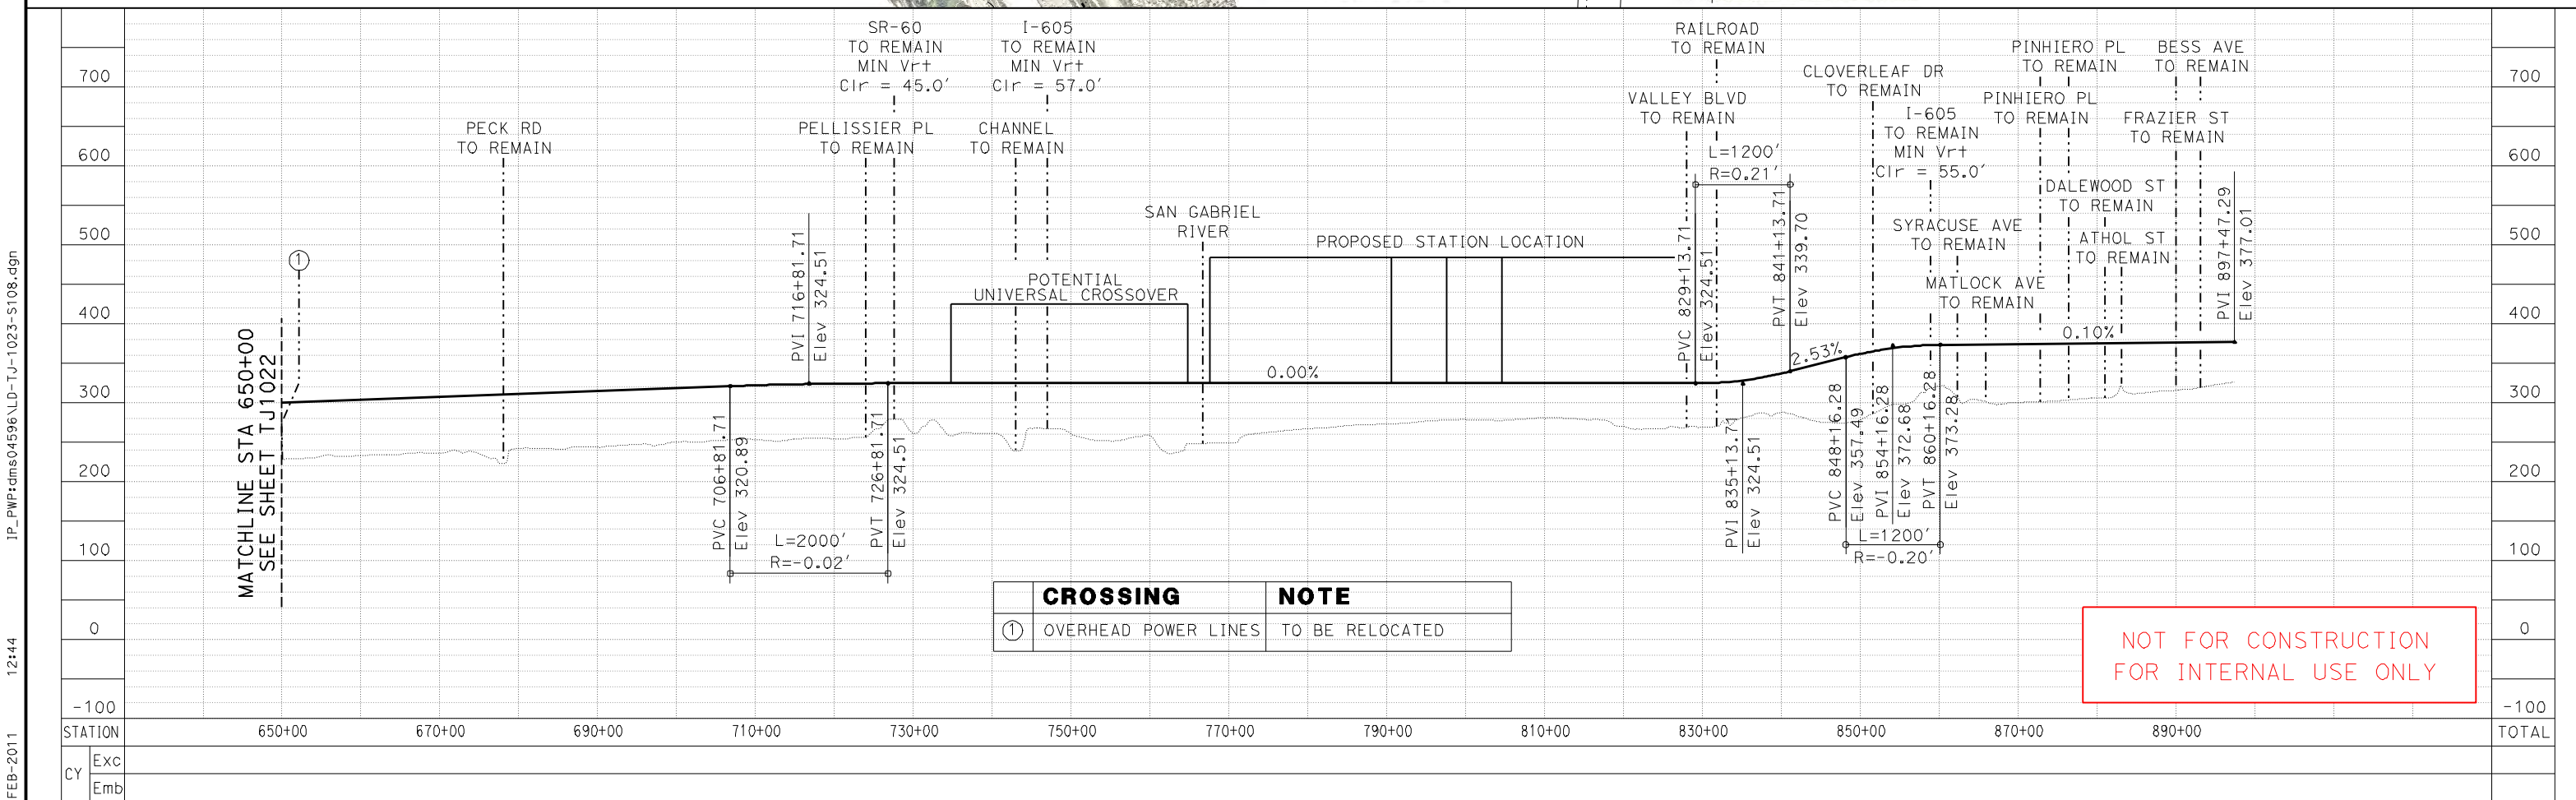 SR-60
TO REMAIN
MIN Vrt
Clr = 45.0'
I-605
TO REMAIN
MIN Vrt
Clr = 57.0'
RAILROAD
TO REMAIN
PINHIERO PL
TO REMAIN
BESS AVE
TO REMAIN
CLOVERLEAF DR
TO REMAIN
VALLEY BLVD
TO REMAIN
PINHIERO PL
TO REMAIN
I-605
TO REMAIN
MIN Vrt
Clr = 55.0'
FRAZIER ST
TO REMAIN
PECK RD
TO REMAIN
PELLISSIER PL
TO REMAIN
CHANNEL
TO REMAIN
L=1200'
R=0.21'
DALEWOOD ST
TO REMAIN
SAN GABRIEL
RIVER
SYRACUSE AVE
TO REMAIN
ATHOL ST
TO REMAIN
PROPOSED STATION LOCATION
POTENTIAL
UNIVERSAL CROSSOVER
MATLOCK AVE
TO REMAIN
1
PVI 716+81.71
Elev 324.51
PVC 829+13.71
Elev 324.51
PVT 841+13.71
Elev 339.70
PVI 897+47.29
Elev 377.01
0.00%
2.53%
0.10%
MATCHLINE STA 650+00
SEE SHEET TJ1022
PVC 706+81.71
Elev 320.89
PVT 726+81.71
Elev 324.51
L=2000'
R=-0.02'
PVI 835+13.71
Elev 324.51
PVC 848+16.28
Elev 357.49
PVI 854+16.28
Elev 372.68
PVT 860+16.28
Elev 373.28
L=1200'
R=-0.20'
CROSSING NOTE
1 OVERHEAD POWER LINES TO BE RELOCATED
NOT FOR CONSTRUCTION
FOR INTERNAL USE ONLY
700 700
600 600
500 500
400 400
300 300
200 200
100 100
0 0
-100 -100
STATION 650+00 670+00 690+00 710+00 730+00 750+00 770+00 790+00 810+00 830+00 850+00 870+00 890+00 TOTAL
CY
Exc
Emb
IP_PWP:dms04596\LD-TJ-1023-S108.dgn
12:44
FEB-2011